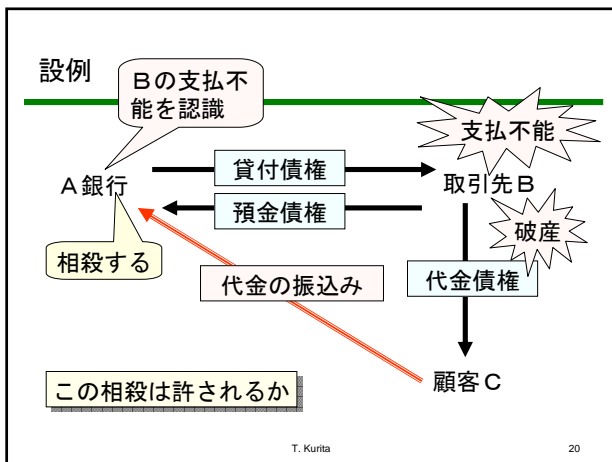 設例
Bの支払不
能を認識
支払不能
貸付債権
A銀行
取引先B
預金債権
破産
相殺する
代金の振込み
代金債権
顧客C
この相殺は許されるか
T. Kurita
20